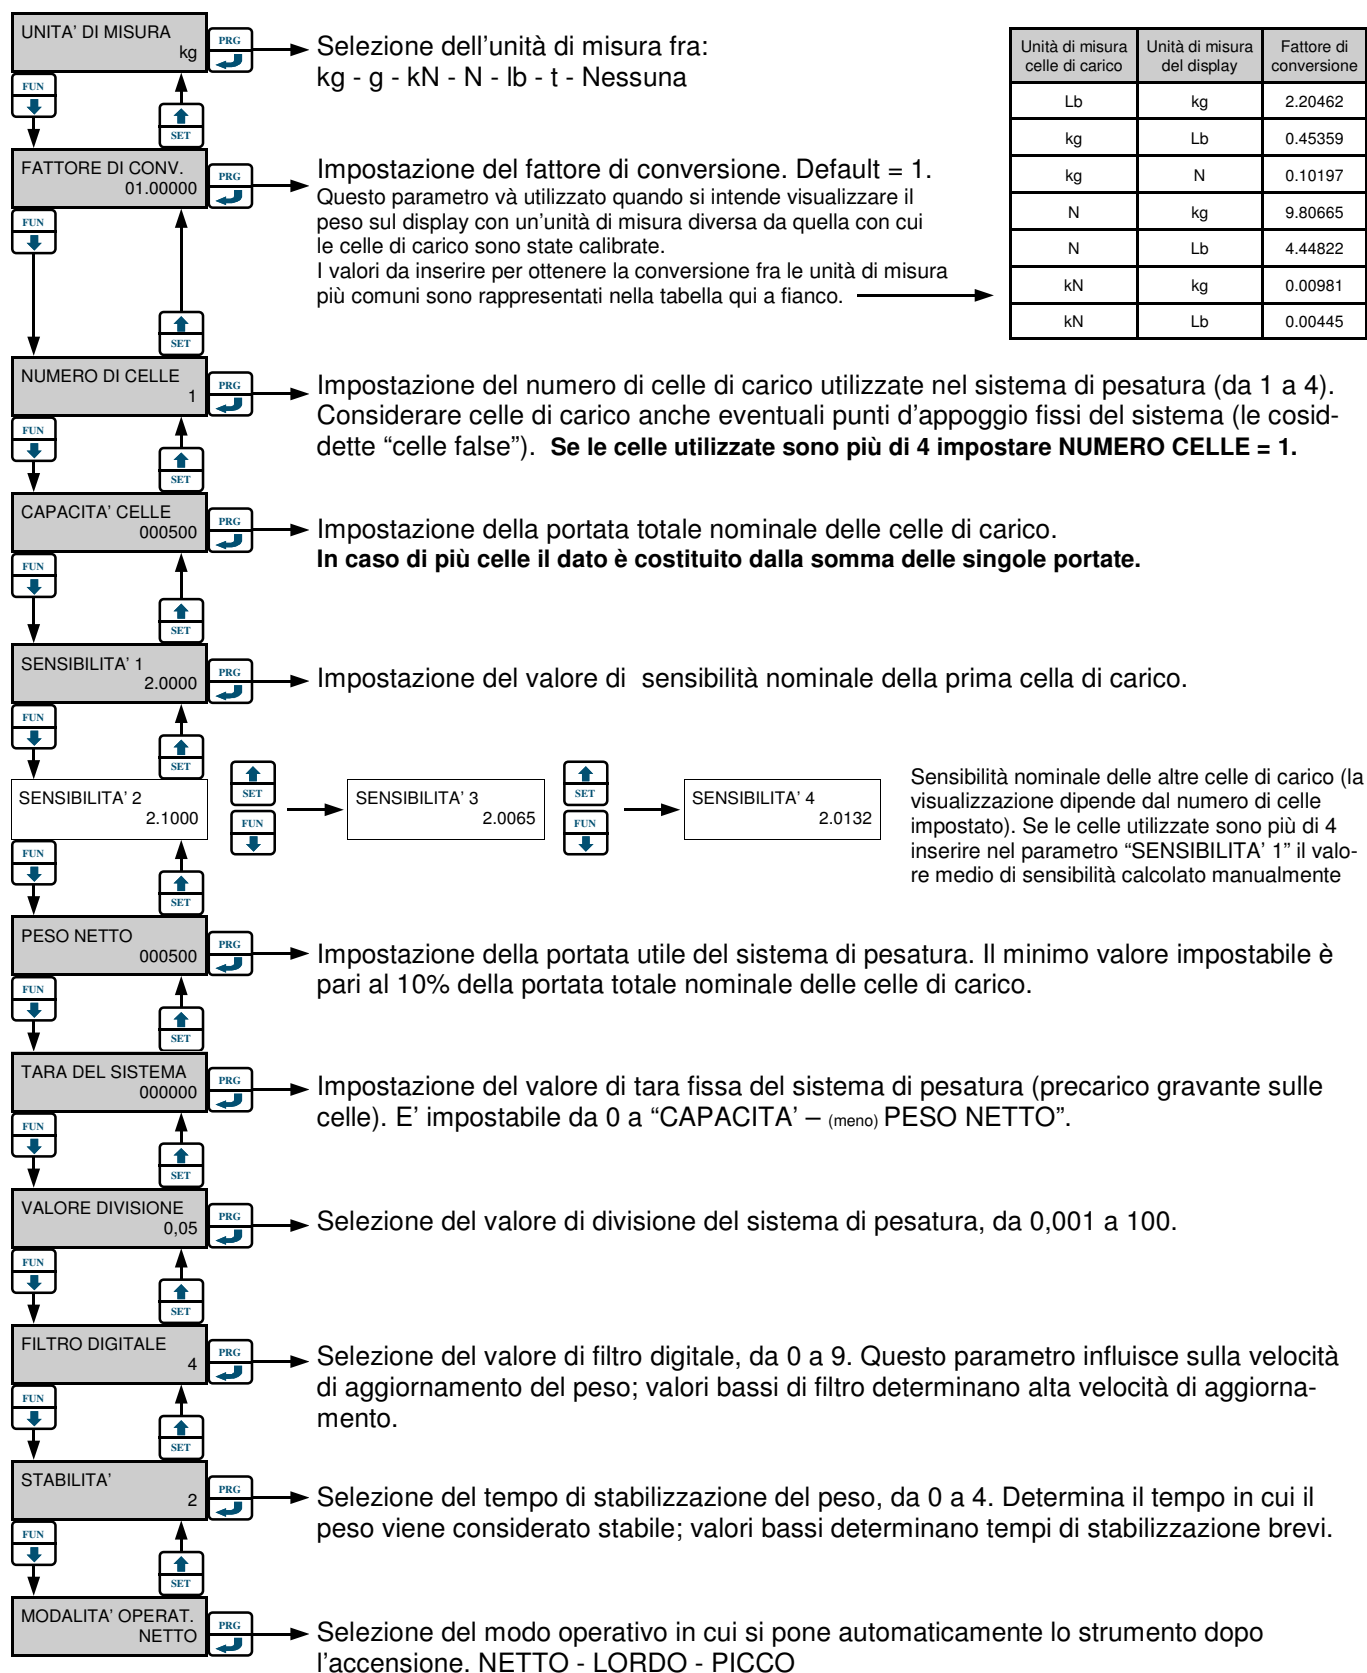 UNITA' DI MISURA
kg
PRG
Selezione dell'unità di misura fra:
kg - g - kN - N - lb - t - Nessuna
FUN
SET
Unità di misura celle di carico | Unità di misura del display | Fattore di conversione
Lb | kg | 2.20462
kg | Lb | 0.45359
kg | N | 0.10197
N | kg | 9.80665
N | Lb | 4.44822
kN | kg | 0.00981
kN | Lb | 0.00445
FATTORE DI CONV.
01.00000
PRG
Impostazione del fattore di conversione. Default = 1.
Questo parametro và utilizzato quando si intende visualizzare il
peso sul display con un'unità di misura diversa da quella con cui
le celle di carico sono state calibrate.
I valori da inserire per ottenere la conversione fra le unità di misura
più comuni sono rappresentati nella tabella qui a fianco.
FUN
SET
NUMERO DI CELLE
1
PRG
Impostazione del numero di celle di carico utilizzate nel sistema di pesatura (da 1 a 4).
Considerare celle di carico anche eventuali punti d'appoggio fissi del sistema (le cosid-
dette “celle false”). Se le celle utilizzate sono più di 4 impostare NUMERO CELLE = 1.
FUN
SET
CAPACITA' CELLE
000500
PRG
Impostazione della portata totale nominale delle celle di carico.
In caso di più celle il dato è costituito dalla somma delle singole portate.
FUN
SET
SENSIBILITA' 1
2.0000
PRG
Impostazione del valore di sensibilità nominale della prima cella di carico.
FUN
SET
SENSIBILITA' 2
2.1000
SET
FUN
SENSIBILITA' 3
2.0065
SET
FUN
SENSIBILITA' 4
2.0132
Sensibilità nominale delle altre celle di carico (la
visualizzazione dipende dal numero di celle
impostato). Se le celle utilizzate sono più di 4
inserire nel parametro “SENSIBILITA' 1” il valo-
re medio di sensibilità calcolato manualmente
FUN
SET
PESO NETTO
000500
PRG
Impostazione della portata utile del sistema di pesatura. Il minimo valore impostabile è
pari al 10% della portata totale nominale delle celle di carico.
FUN
SET
TARA DEL SISTEMA
000000
PRG
Impostazione del valore di tara fissa del sistema di pesatura (precarico gravante sulle
celle). E' impostabile da 0 a “CAPACITA' – (meno) PESO NETTO”.
FUN
SET
VALORE DIVISIONE
0,05
PRG
Selezione del valore di divisione del sistema di pesatura, da 0,001 a 100.
FUN
SET
FILTRO DIGITALE
4
PRG
Selezione del valore di filtro digitale, da 0 a 9. Questo parametro influisce sulla velocità
di aggiornamento del peso; valori bassi di filtro determinano alta velocità di aggiorna-
mento.
FUN
SET
STABILITA'
2
PRG
Selezione del tempo di stabilizzazione del peso, da 0 a 4. Determina il tempo in cui il
peso viene considerato stabile; valori bassi determinano tempi di stabilizzazione brevi.
FUN
SET
MODALITA' OPERAT.
NETTO
PRG
Selezione del modo operativo in cui si pone automaticamente lo strumento dopo
l'accensione. NETTO - LORDO - PICCO